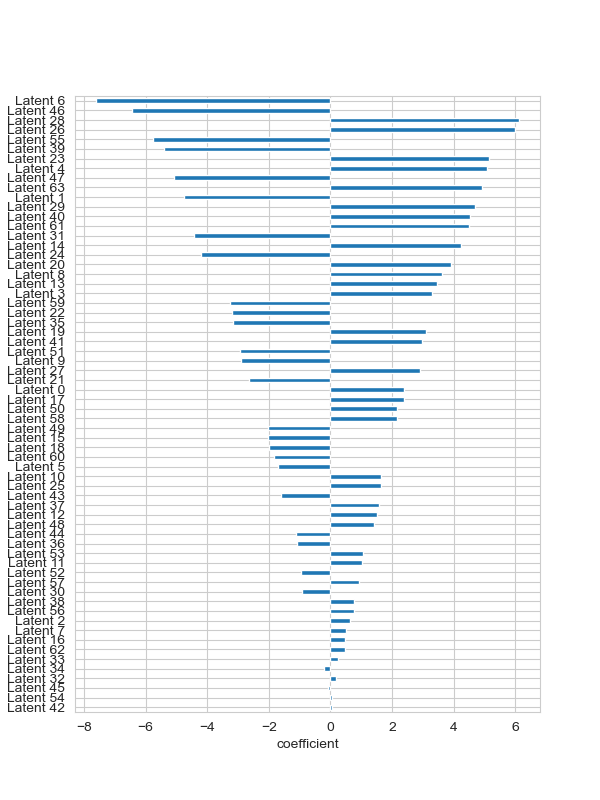 Latent 6
Latent 46
Latent 28
Latent 26
Latent 55
Latent 39
Latent 23
Latent 4
Latent 47
Latent 63
Latent 1
Latent 29
Latent 40
Latent 61
Latent 31
Latent 14
Latent 24
Latent 20
Latent 8
Latent 13
Latent 3
Latent 59
Latent 22
Latent 35
Latent 19
Latent 41
Latent 51
Latent 9
Latent 27
Latent 21
Latent 0
Latent 17
Latent 50
Latent 58
Latent 49
Latent 15
Latent 18
Latent 60
Latent 5
Latent 10
Latent 25
Latent 43
Latent 37
Latent 12
Latent 48
Latent 44
Latent 36
Latent 53
Latent 11
Latent 52
Latent 57
Latent 30
Latent 38
Latent 56
Latent 2
Latent 7
Latent 16
Latent 62
Latent 33
Latent 34
Latent 32
Latent 45
Latent 54
Latent 42
−8 −6 −4 −2 0 2 4 6
coefficient